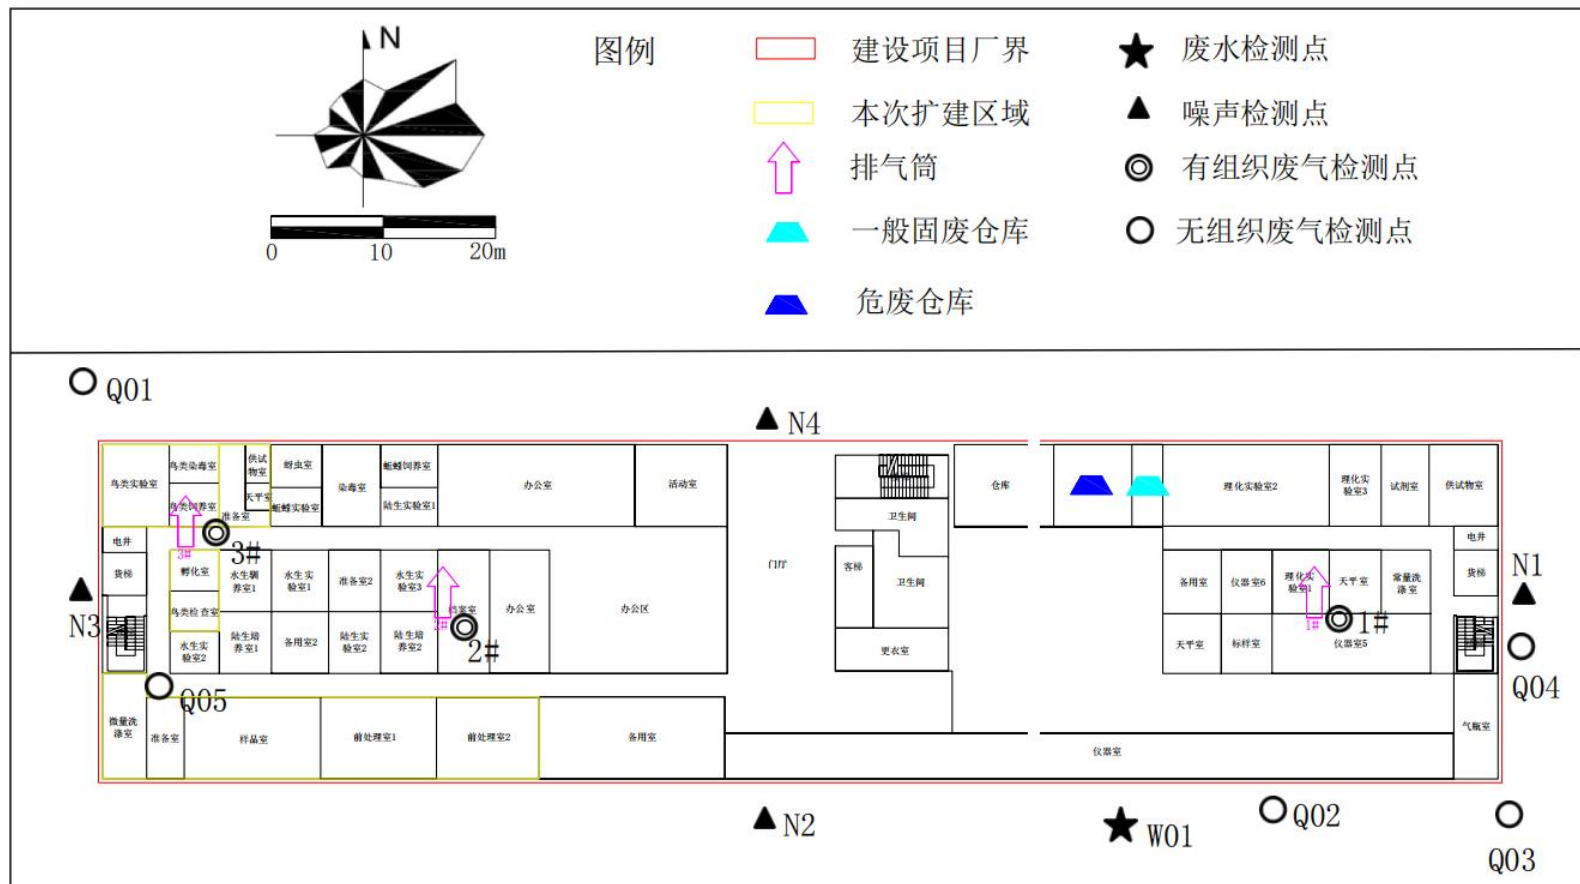 N
图例
建设项目厂界
废水检测点
本次扩建区域
噪声检测点
排气筒
有组织废气检测点
一般固废仓库
无组织废气检测点
危废仓库
0 10 20m
Q01
N4
鸟类实验室
鸟类染毒室
供试
物室
蚜虫室
染毒室
蚯蚓饲养室
办公室
活动室
仓库
理化实验室2
理化实
验室3
试剂室
供试物室
鸟类饲养室
天平室
准备室
蚯蚓实验室
陆生实验室1
卫生间
3#
3#
电井
电井
货梯
孵化室
水生驯
养室1
水生实
验室1
准备室2
水生实
验室3
档案室
办公室
办公区
门厅
客梯
卫生间
备用室
仪器室6
理化实
验室1
天平室
常量洗
涤室
货梯
N1
N3
鸟类检查室
2#
2#
1#
1#
水生实
验室2
陆生培
养室1
备用室2
陆生实
验室2
陆生培
养室2
更衣室
天平室
标样室
仪器室5
Q04
Q05
微量洗
涤室
准备室
样品室
前处理室1
前处理室2
备用室
仪器室
气瓶室
N2
W01
Q02
Q03